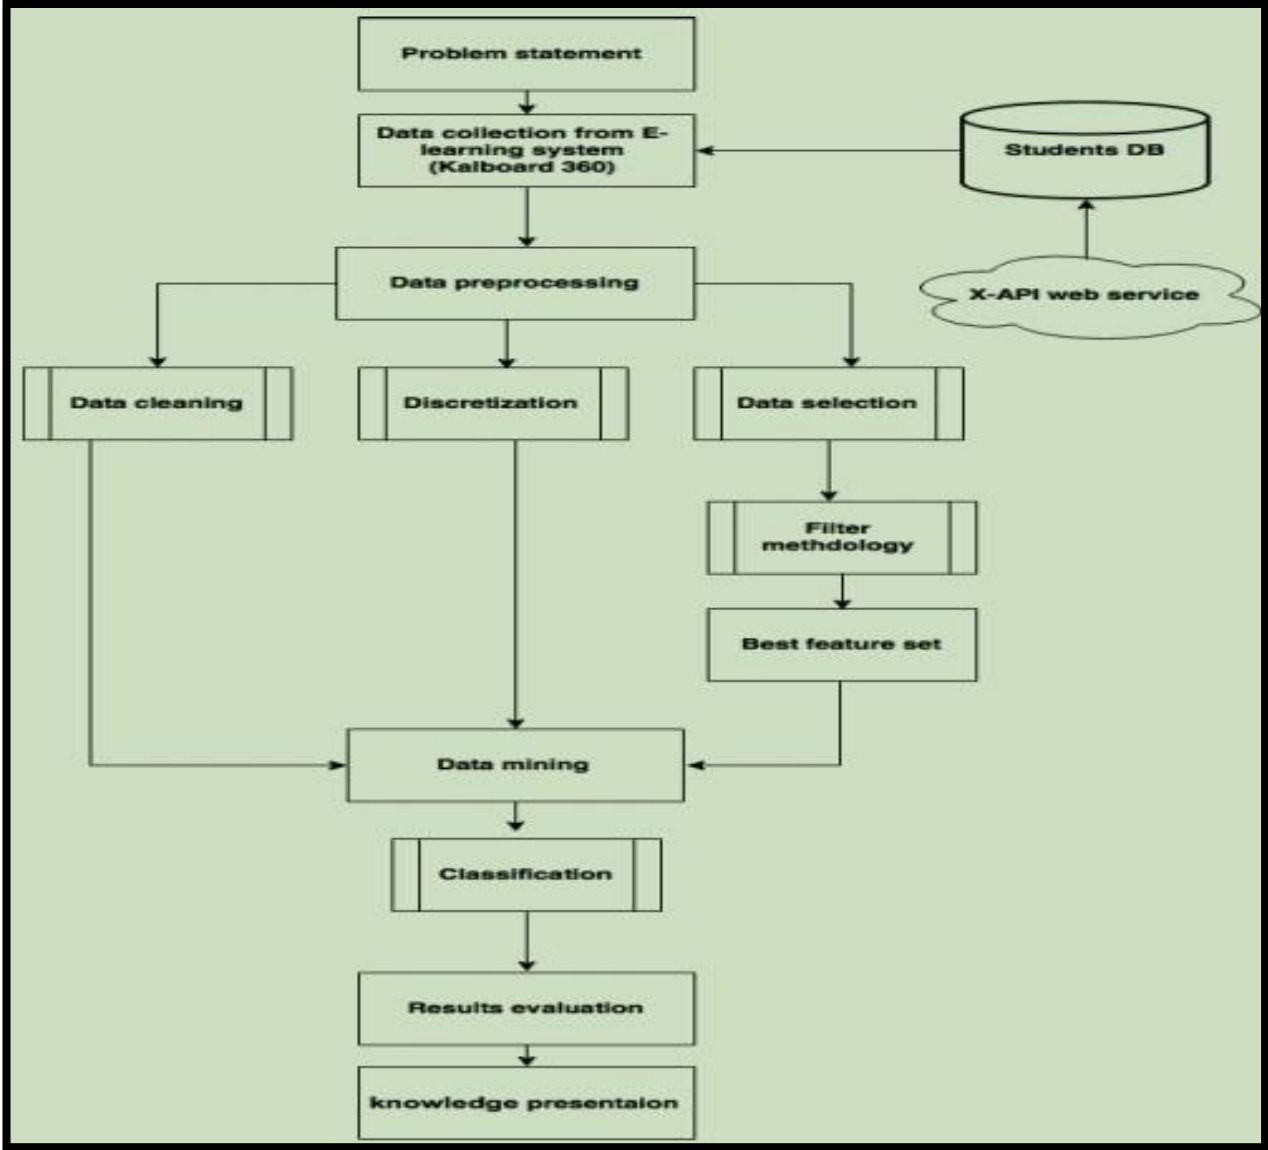 Problem statement
Data collection from E-
learning system
(Kalboard 360)
Students DB
Data preprocessing
X-API web service
Data cleaning
Discretization
Data selection
Filter
methdology
Best feature set
Data mining
Classification
Results evaluation
knowledge presentaion